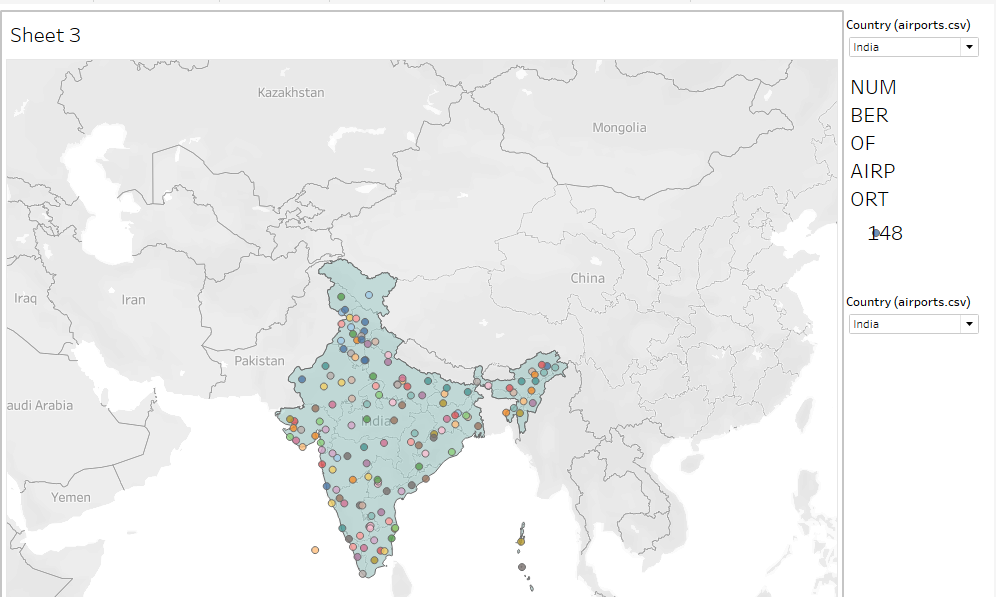 Sheet 3
Country (airports.csv)
India
NUM
BER
OF
AIRP
ORT
148
Country (airports.csv)
India
Kazakhstan
Mongolia
China
Iraq
Iran
Pakistan
audi Arabia
India
Yemen